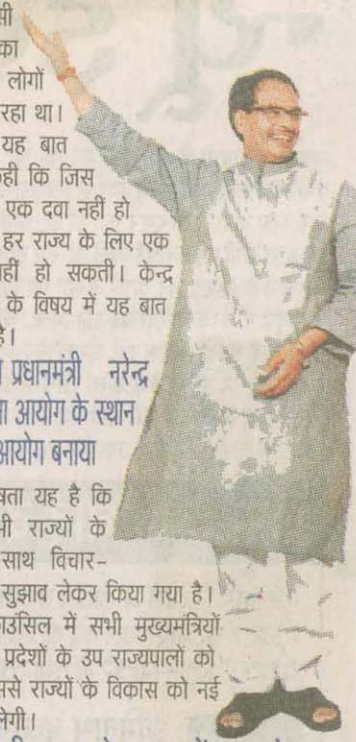 का
लोगों
रहा था।
यह बात
कि जिस
एक दवा नहीं हो
हर राज्य के लिए एक
हो सकती। केन्द्र
के विषय में यह बात
है।
प्रधानमंत्री नरेन्द्र
आयोग के स्थान
आयोग बनाया
यह है कि
राज्यों के
साथ विचार-
सुझाव लेकर किया गया है।
में सभी मुख्यमंत्रियों
प्रदेशों के उप राज्यपालों को
राज्यों के विकास को नई